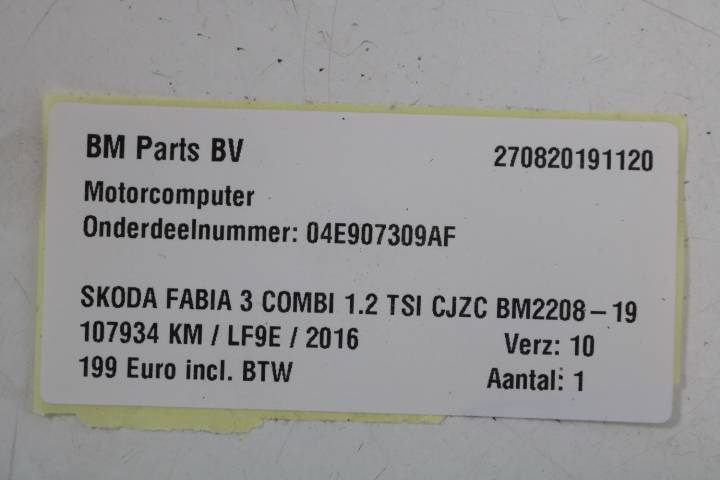 BM Parts BV 270820191120
Motorcomputer
Onderdeelnummer: 04E907309AF
SKODA FABIA 3 COMBI 1.2 TSI CJZC BM2208-19
107934 KM / LF9E / 2016 Verz: 10
199 Euro incl. BTW Aantal: 1